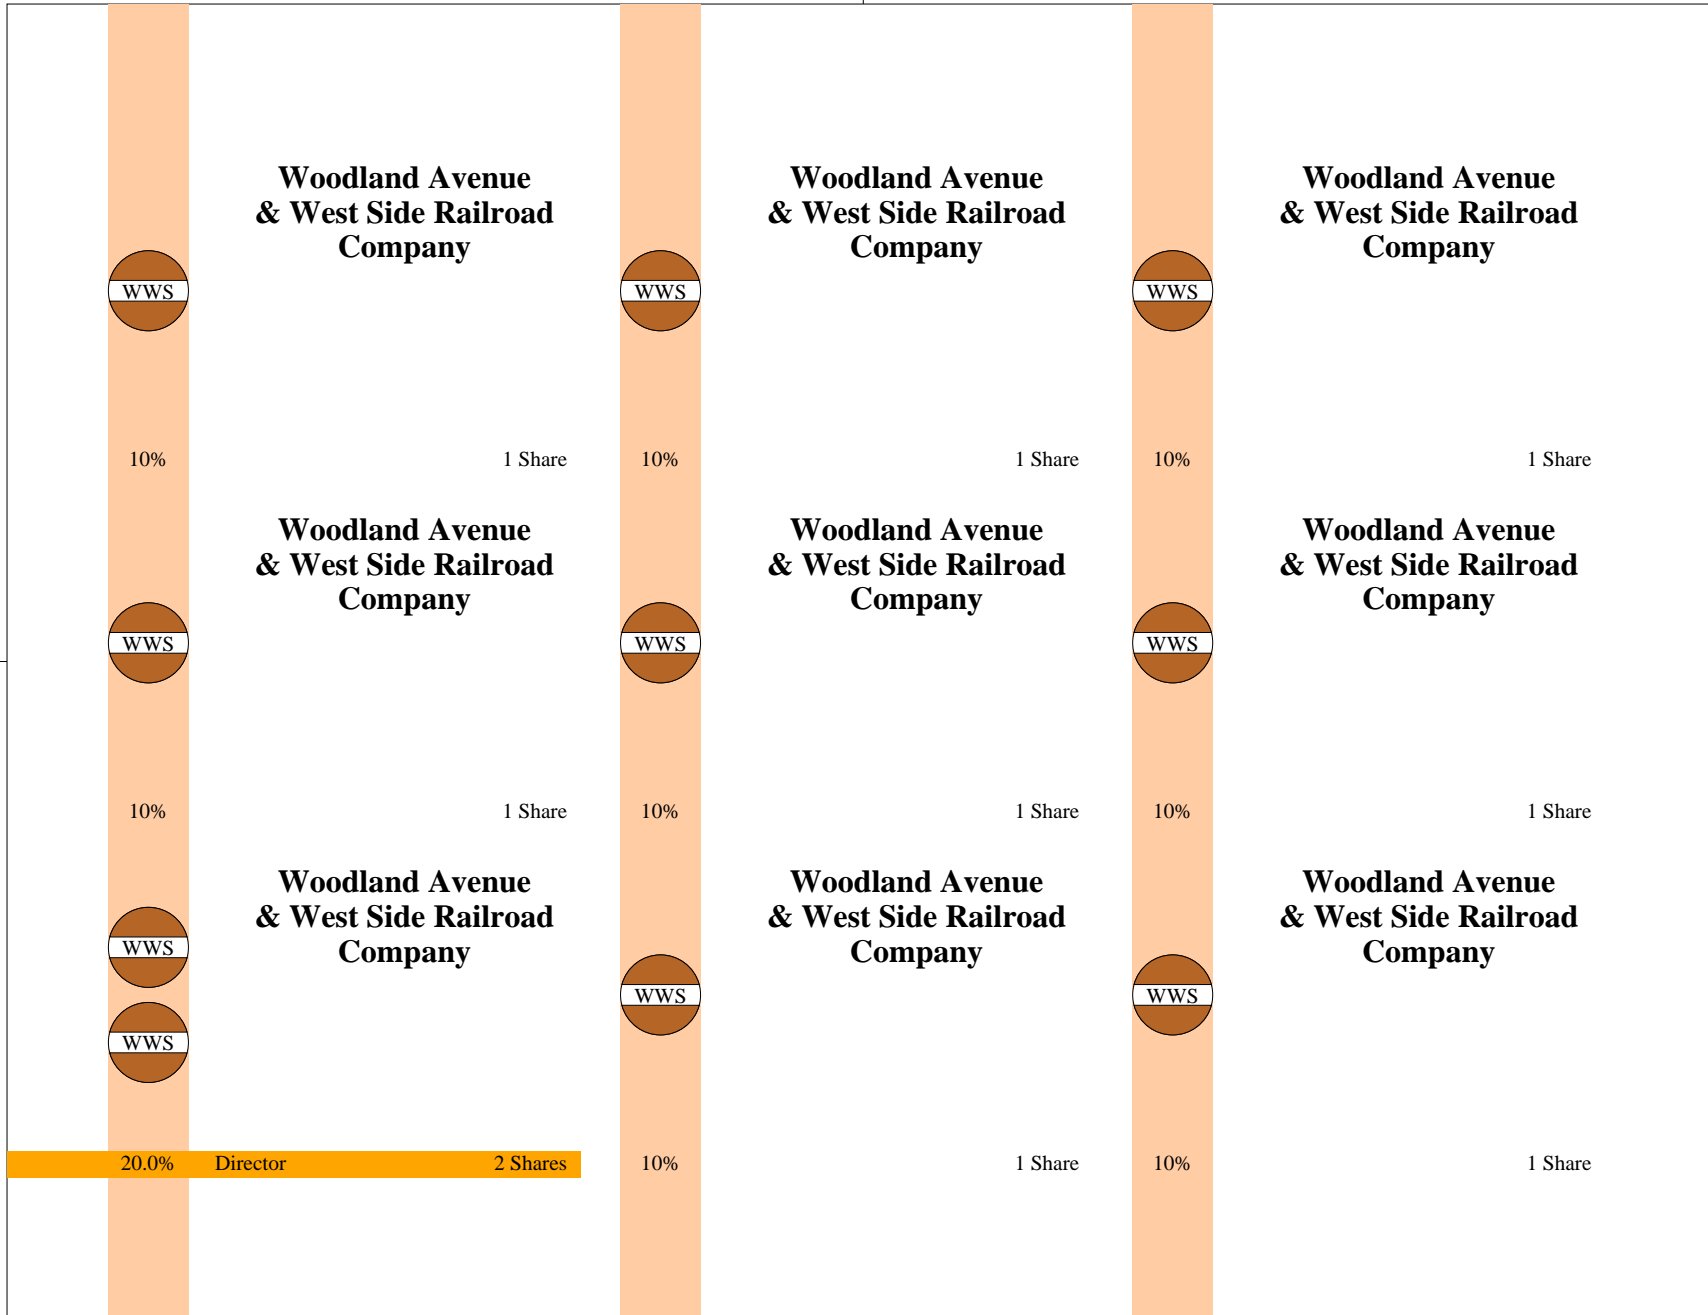 Woodland Avenue
& West Side Railroad
Company
WWS
10%
1 Share
Woodland Avenue
& West Side Railroad
Company
WWS
10%
1 Share
Woodland Avenue
& West Side Railroad
Company
WWS
10%
1 Share
Woodland Avenue
& West Side Railroad
Company
WWS
10%
1 Share
Woodland Avenue
& West Side Railroad
Company
WWS
10%
1 Share
Woodland Avenue
& West Side Railroad
Company
WWS
10%
1 Share
Woodland Avenue
& West Side Railroad
Company
WWS
WWS
20.0% Director 2 Shares
Woodland Avenue
& West Side Railroad
Company
WWS
10%
1 Share
Woodland Avenue
& West Side Railroad
Company
WWS
10%
1 Share